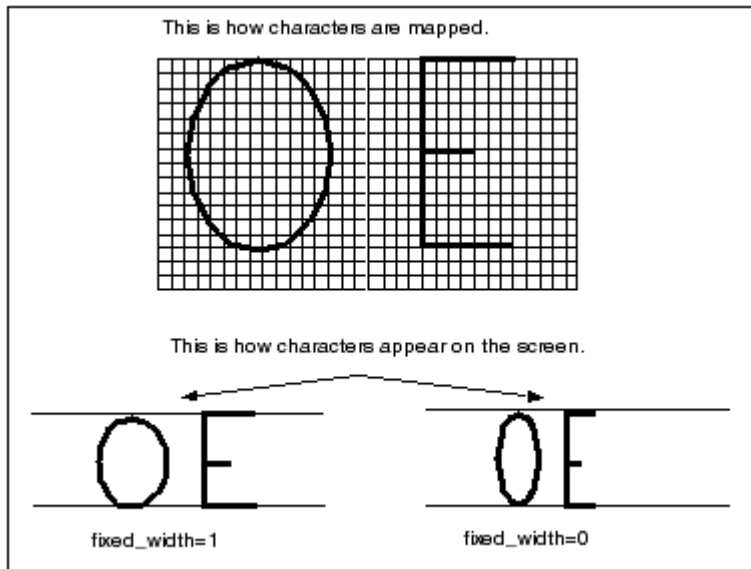 This is how characters are mapped.
O E
This is how characters appear on the screen.
O E O E
fixed_width=1 fixed_width=0